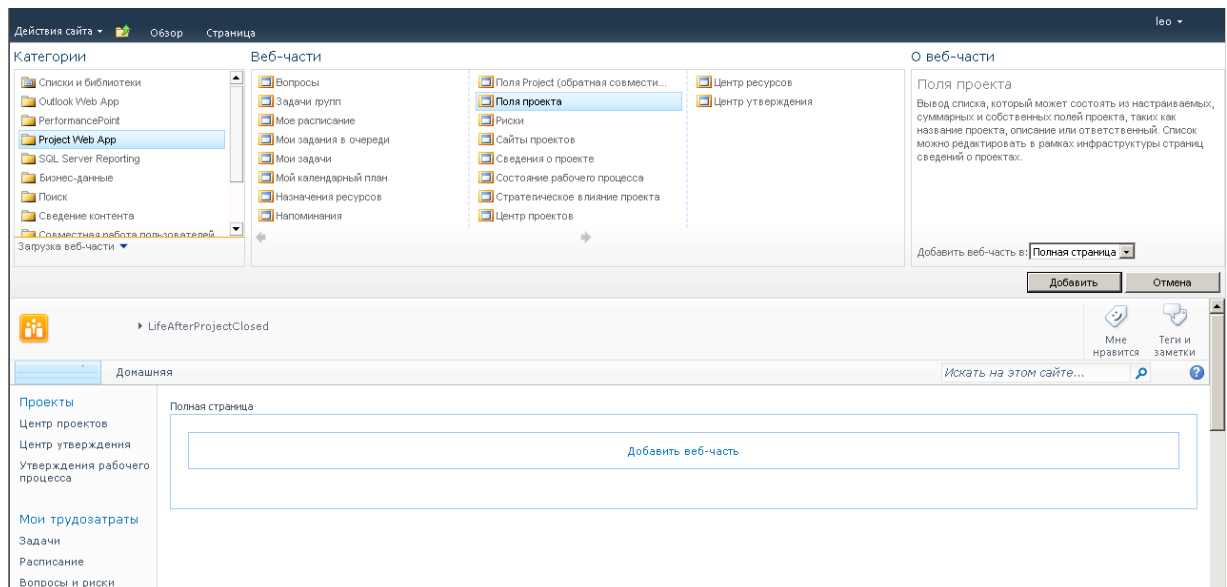 leo
Действия сайта Обзор Страница
Категории
Списки и библиотеки
Outlook Web App
PerformancePoint
Project Web App
SQL Server Reporting
Бизнес-данные
Поиск
Сведение контента
Совместная работа пользователей
Загрузка веб-части
Веб-части
Вопросы
Задачи групп
Мое расписание
Мои задания в очереди
Мои задачи
Мой календарный план
Назначения ресурсов
Напоминания
Поля Project (обратная совмести...
Поля проекта
Риски
Сайты проектов
Сведения о проекте
Состояние рабочего процесса
Стратегическое влияние проекта
Центр проектов
Центр ресурсов
Центр утверждения
О веб-части
Поля проекта
Вывод списка, который может состоять из настраиваемых,
суммарных и собственных полей проекта, таких как
название проекта, описание или ответственный. Список
можно редактировать в рамках инфраструктуры страниц
сведений о проектах.
Добавить веб-часть в: Полная страница
Добавить Отмена
LifeAfterProjectClosed
Мне
нравится
Теги и
заметки
Домашняя
Искать на этом сайте...
Проекты
Центр проектов
Центр утверждения
Утверждения рабочего
процесса
Мои трудозатраты
Задачи
Расписание
Вопросы и риски
Полная страница
Добавить веб-часть